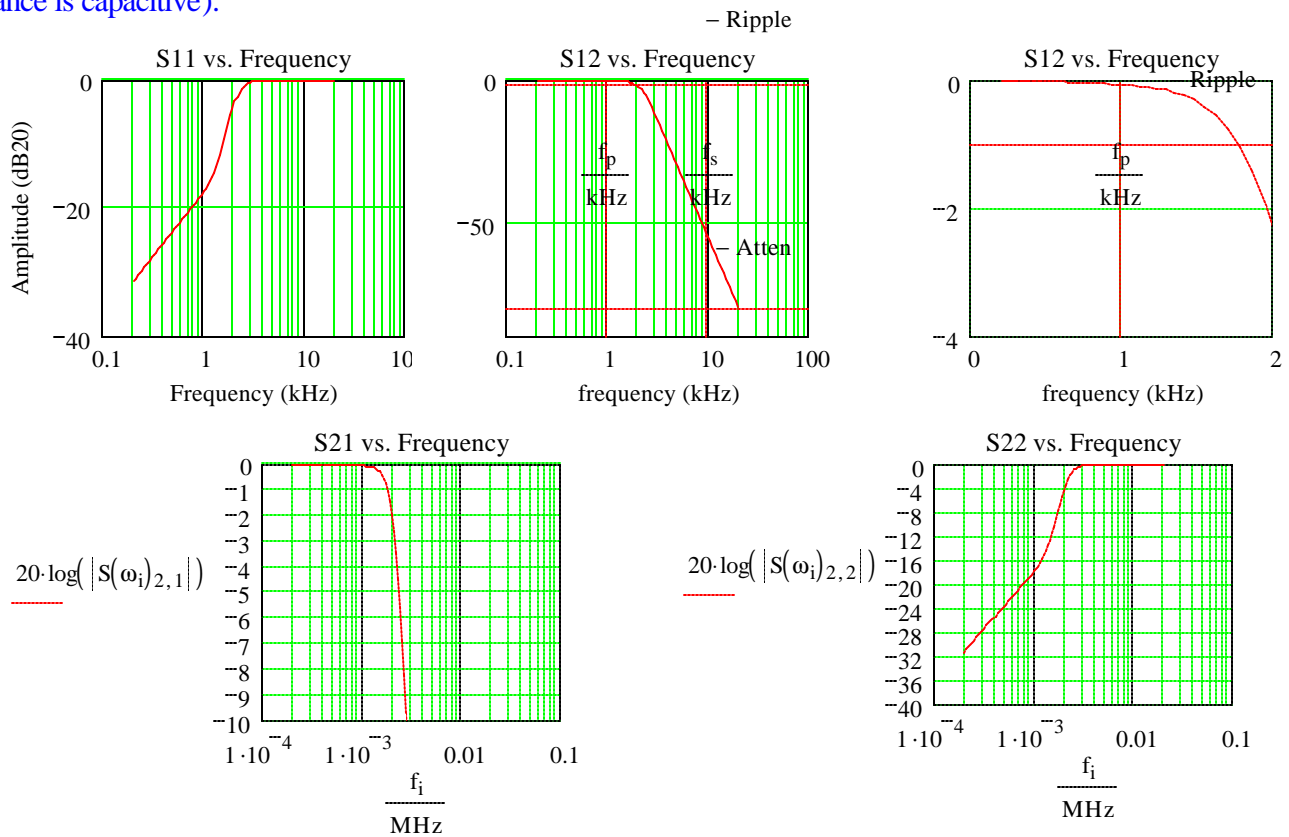 ance is capacitive).
− Ripple
S11 vs. Frequency
0
−20
−40
0.1 1 10 10
Amplitude (dB20)
Frequency (kHz)
S12 vs. Frequency
0
−50
0.1 1 10 100
f_p
kHz
f_s
kHz
− Atten
frequency (kHz)
S12 vs. Frequency
Ripple
0
−2
−4
0 1 2
f_p
kHz
frequency (kHz)
S21 vs. Frequency
0
−1
−2
−3
−4
−5
−6
−7
−8
−9
−10
20·log(|S(ω_i)_{2,1}|)
1·10^{−4} 1·10^{−3} 0.01 0.1
f_i
MHz
S22 vs. Frequency
0
−4
−8
−12
−16
−20
−24
−28
−32
−36
−40
20·log(|S(ω_i)_{2,2}|)
1·10^{−4} 1·10^{−3} 0.01 0.1
f_i
MHz